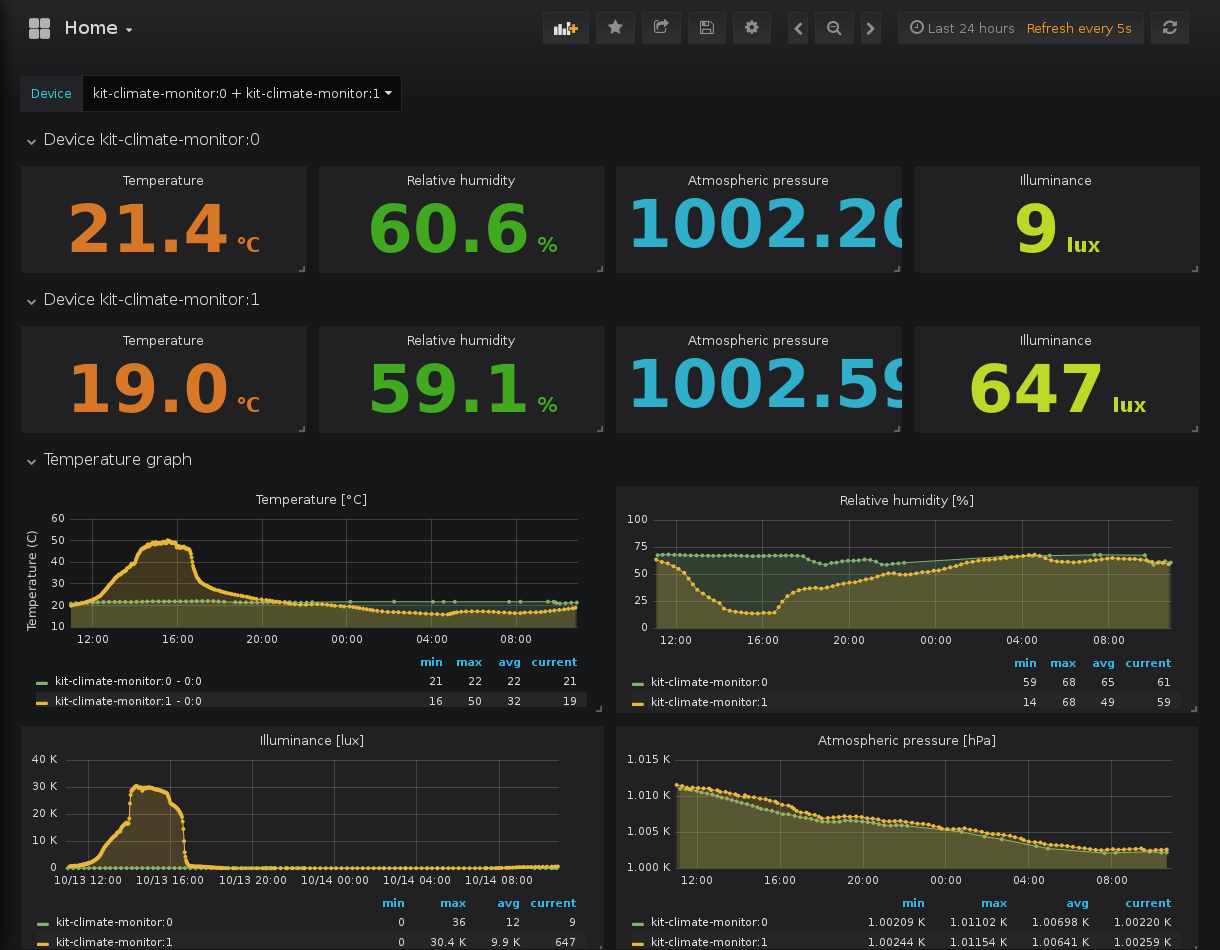 Home
Last 24 hours Refresh every 5s
Device kit-climate-monitor:0 + kit-climate-monitor:1
Device kit-climate-monitor:0
Temperature Relative humidity Atmospheric pressure Illuminance
21.4 °C 60.6 % 1002.20 9 lux
Device kit-climate-monitor:1
Temperature Relative humidity Atmospheric pressure Illuminance
19.0 °C 59.1 % 1002.59 647 lux
Temperature graph
Temperature [°C]
Temperature (C)
60
50
40
30
20
10
12:00 16:00 20:00 00:00 04:00 08:00
min max avg current
kit-climate-monitor:0 - 0:0 21 22 22 21
kit-climate-monitor:1 - 0:0 16 50 32 19
Relative humidity [%]
100
75
50
25
0
12:00 16:00 20:00 00:00 04:00 08:00
min max avg current
kit-climate-monitor:0 59 68 65 61
kit-climate-monitor:1 14 68 49 59
Illuminance [lux]
40 K
30 K
20 K
10 K
0
10/13 12:00 10/13 16:00 10/13 20:00 10/14 00:00 10/14 04:00 10/14 08:00
min max avg current
kit-climate-monitor:0 0 36 12 9
kit-climate-monitor:1 0 30.4 K 9.9 K 647
Atmospheric pressure [hPa]
1.015 K
1.010 K
1.005 K
1.000 K
12:00 16:00 20:00 00:00 04:00 08:00
min max avg current
kit-climate-monitor:0 1.00209 K 1.01102 K 1.00698 K 1.00220 K
kit-climate-monitor:1 1.00244 K 1.01154 K 1.00641 K 1.00259 K